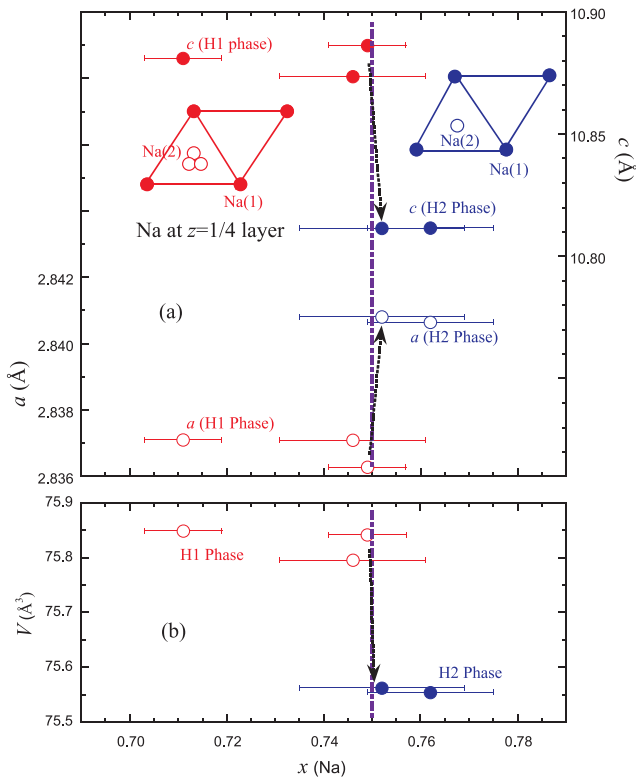 10.90
c (H1 phase)
Na(2)
Na(1)
Na(2)
Na(1)
10.85
c (Å)
Na at z=1/4 layer
c (H2 Phase)
10.80
2.842
(a)
2.840
a (H2 Phase)
a (Å)
2.837
a (H1 Phase)
2.836
75.9
H1 Phase
75.8
V (Å³)
75.7
(b)
75.6
H2 Phase
75.5
0.70 0.72 0.74 0.76 0.78
x (Na)